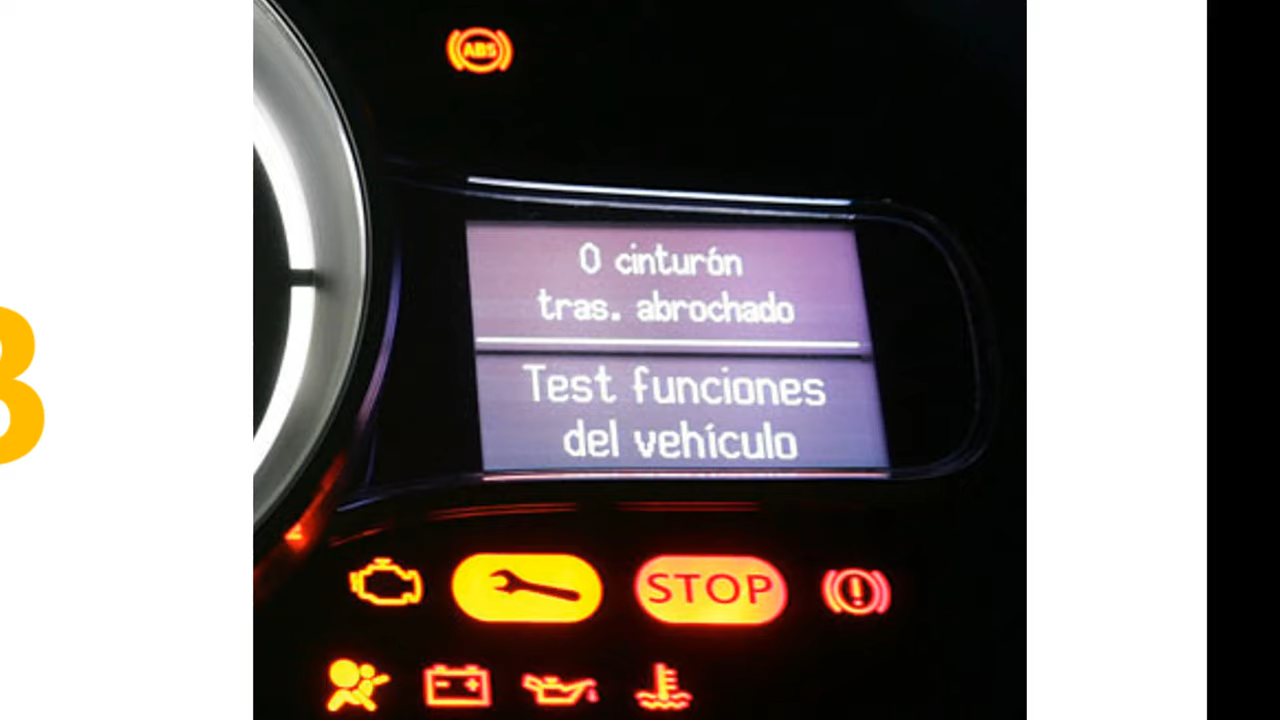 ABS
0 cinturón
tras. abrochado
Test funciones
del vehículo
STOP